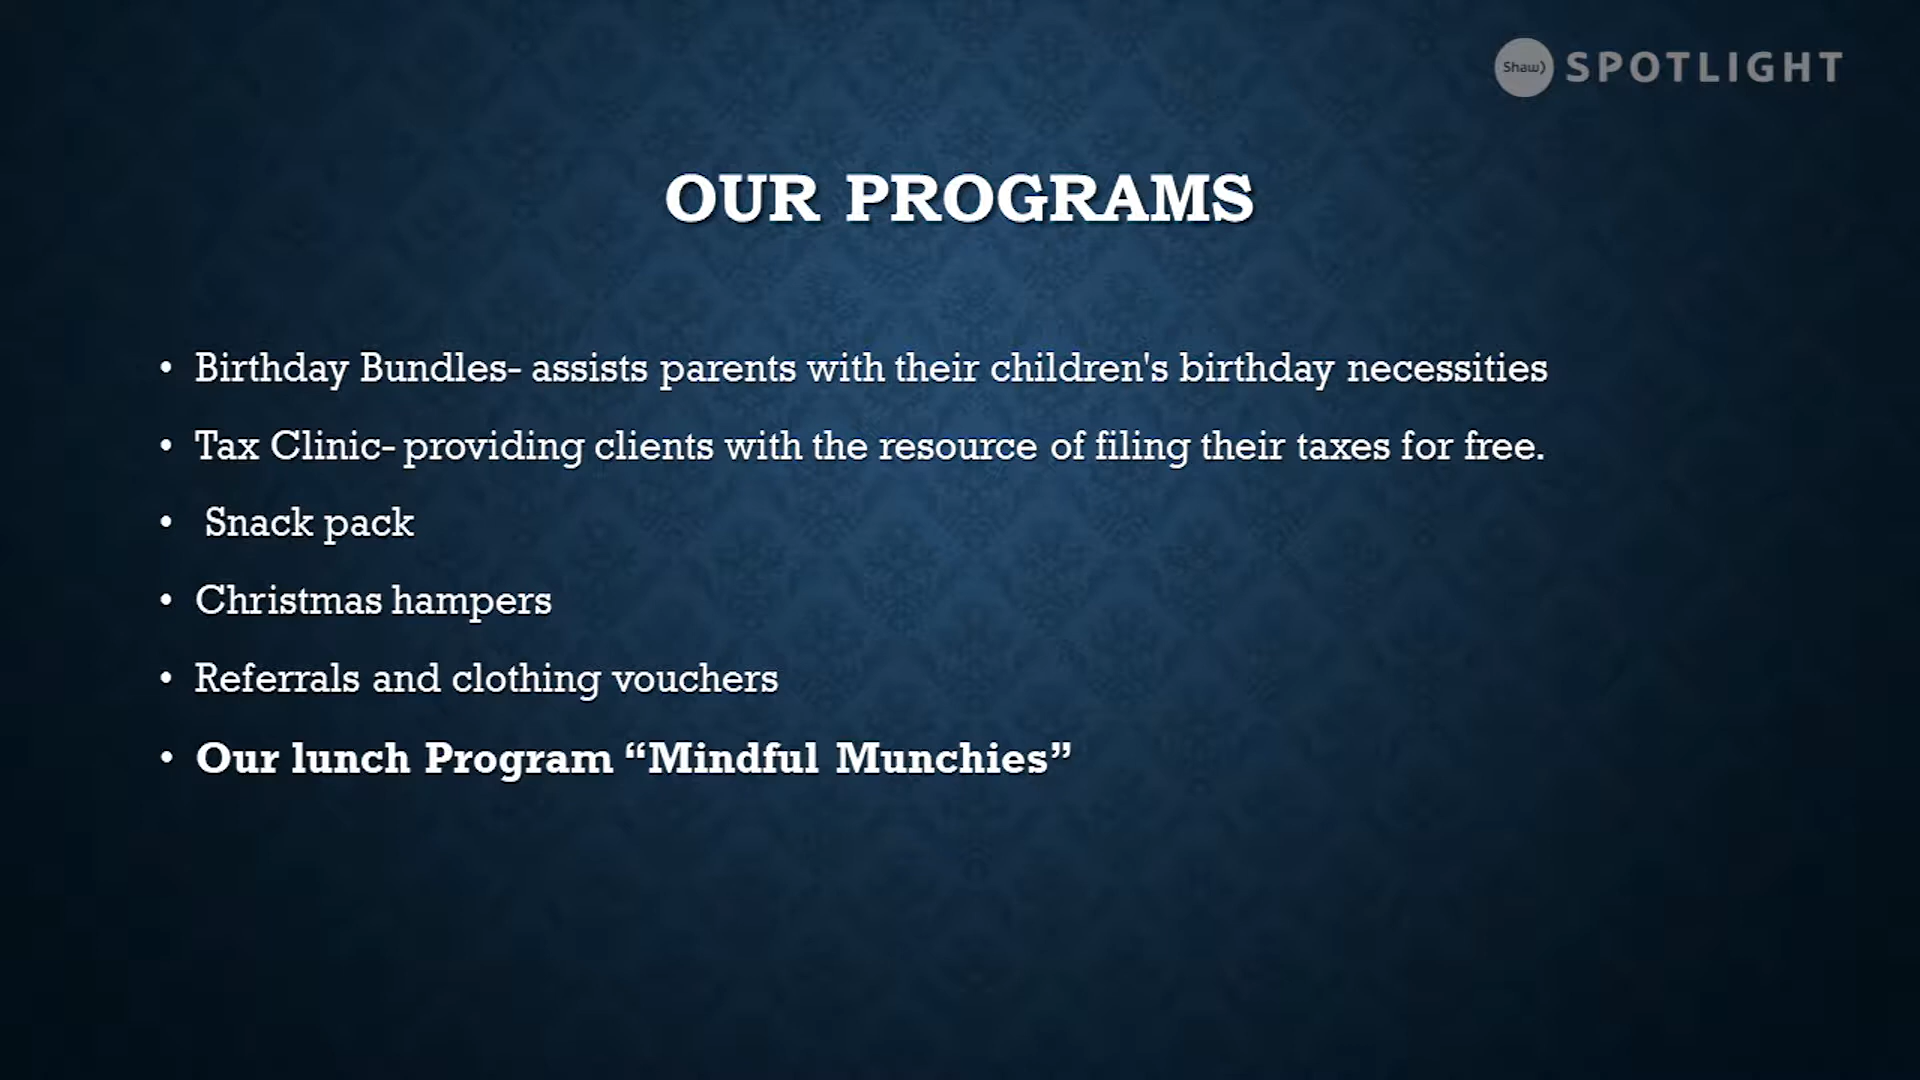 Shaw) SPOTLIGHT
OUR PROGRAMS
• Birthday Bundles- assists parents with their children's birthday necessities
• Tax Clinic- providing clients with the resource of filing their taxes for free.
• Snack pack
• Christmas hampers
• Referrals and clothing vouchers
• Our lunch Program “Mindful Munchies”